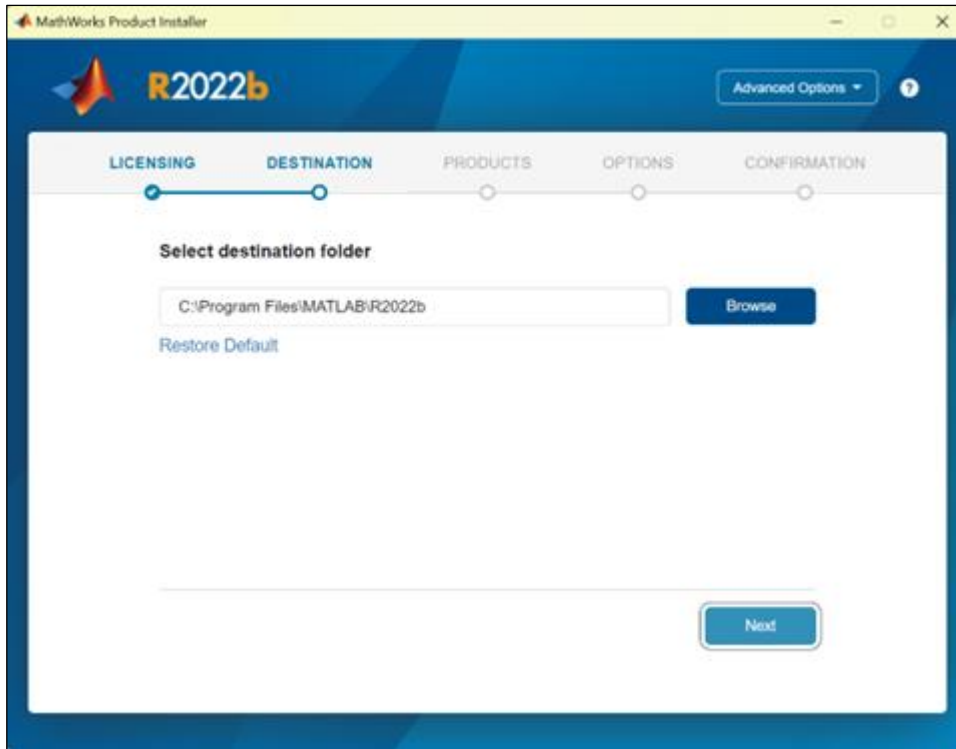 MathWorks Product Installer
R2022b
Advanced Options
?
LICENSING DESTINATION PRODUCTS OPTIONS CONFIRMATION
Select destination folder
C:\Program Files\MATLAB\R2022b
Browse
Restore Default
Next